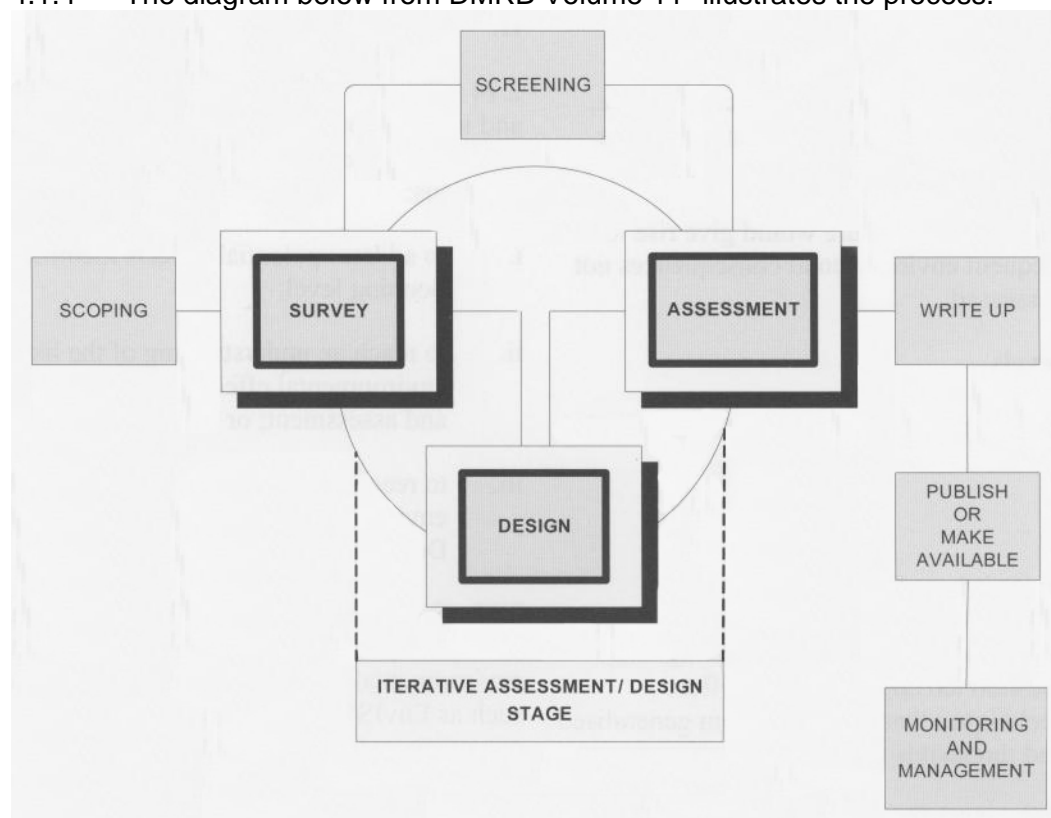 The diagram below from DMRB Volume 11 illustrates the process.
SCREENING
SCOPING
SURVEY
ASSESSMENT
WRITE UP
DESIGN
PUBLISH
OR
MAKE
AVAILABLE
ITERATIVE ASSESSMENT/ DESIGN
STAGE
MONITORING
AND
MANAGEMENT